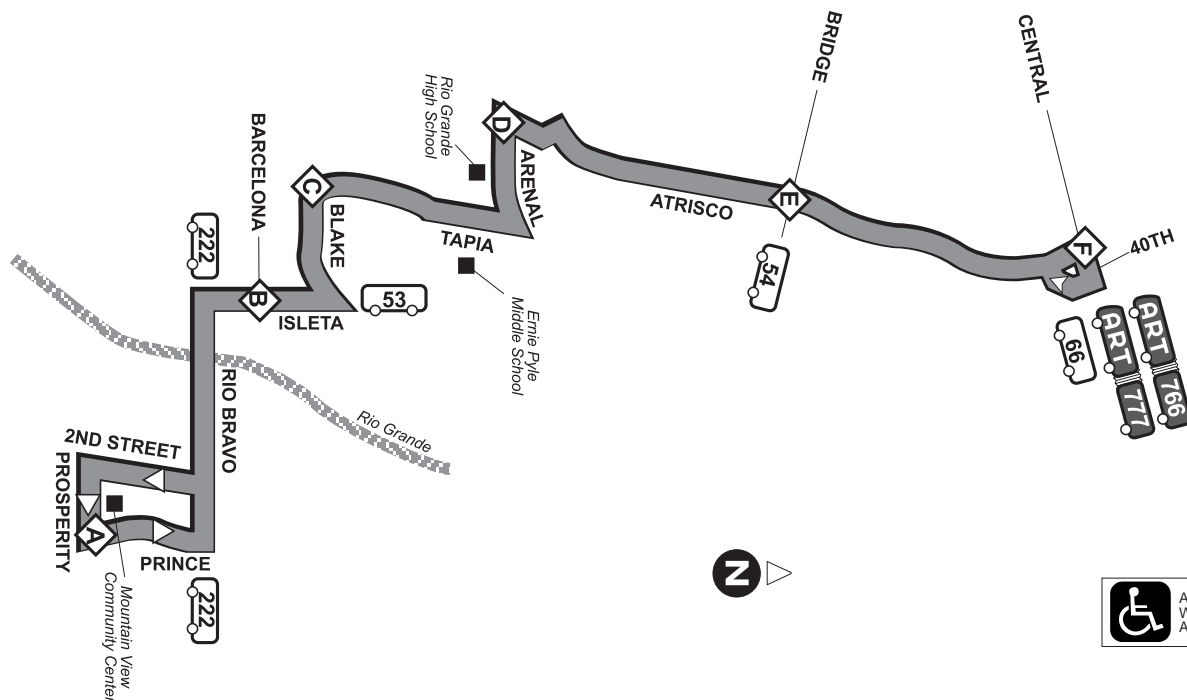 BRIDGE
CENTRAL
Rio Grande
High School
D
BARCELONA
ARENAL
C
E
ATRISCO
F
40TH
BLAKE
TAPIA
222
54
B
53
ISLETA
Ernie Pyle
Middle School
66
ART 777
ART 766
RIO BRAVO
Rio Grande
2ND STREET
PROSPERITY
A
PRINCE
N
222
Mountain View
Community Center
A
W
A